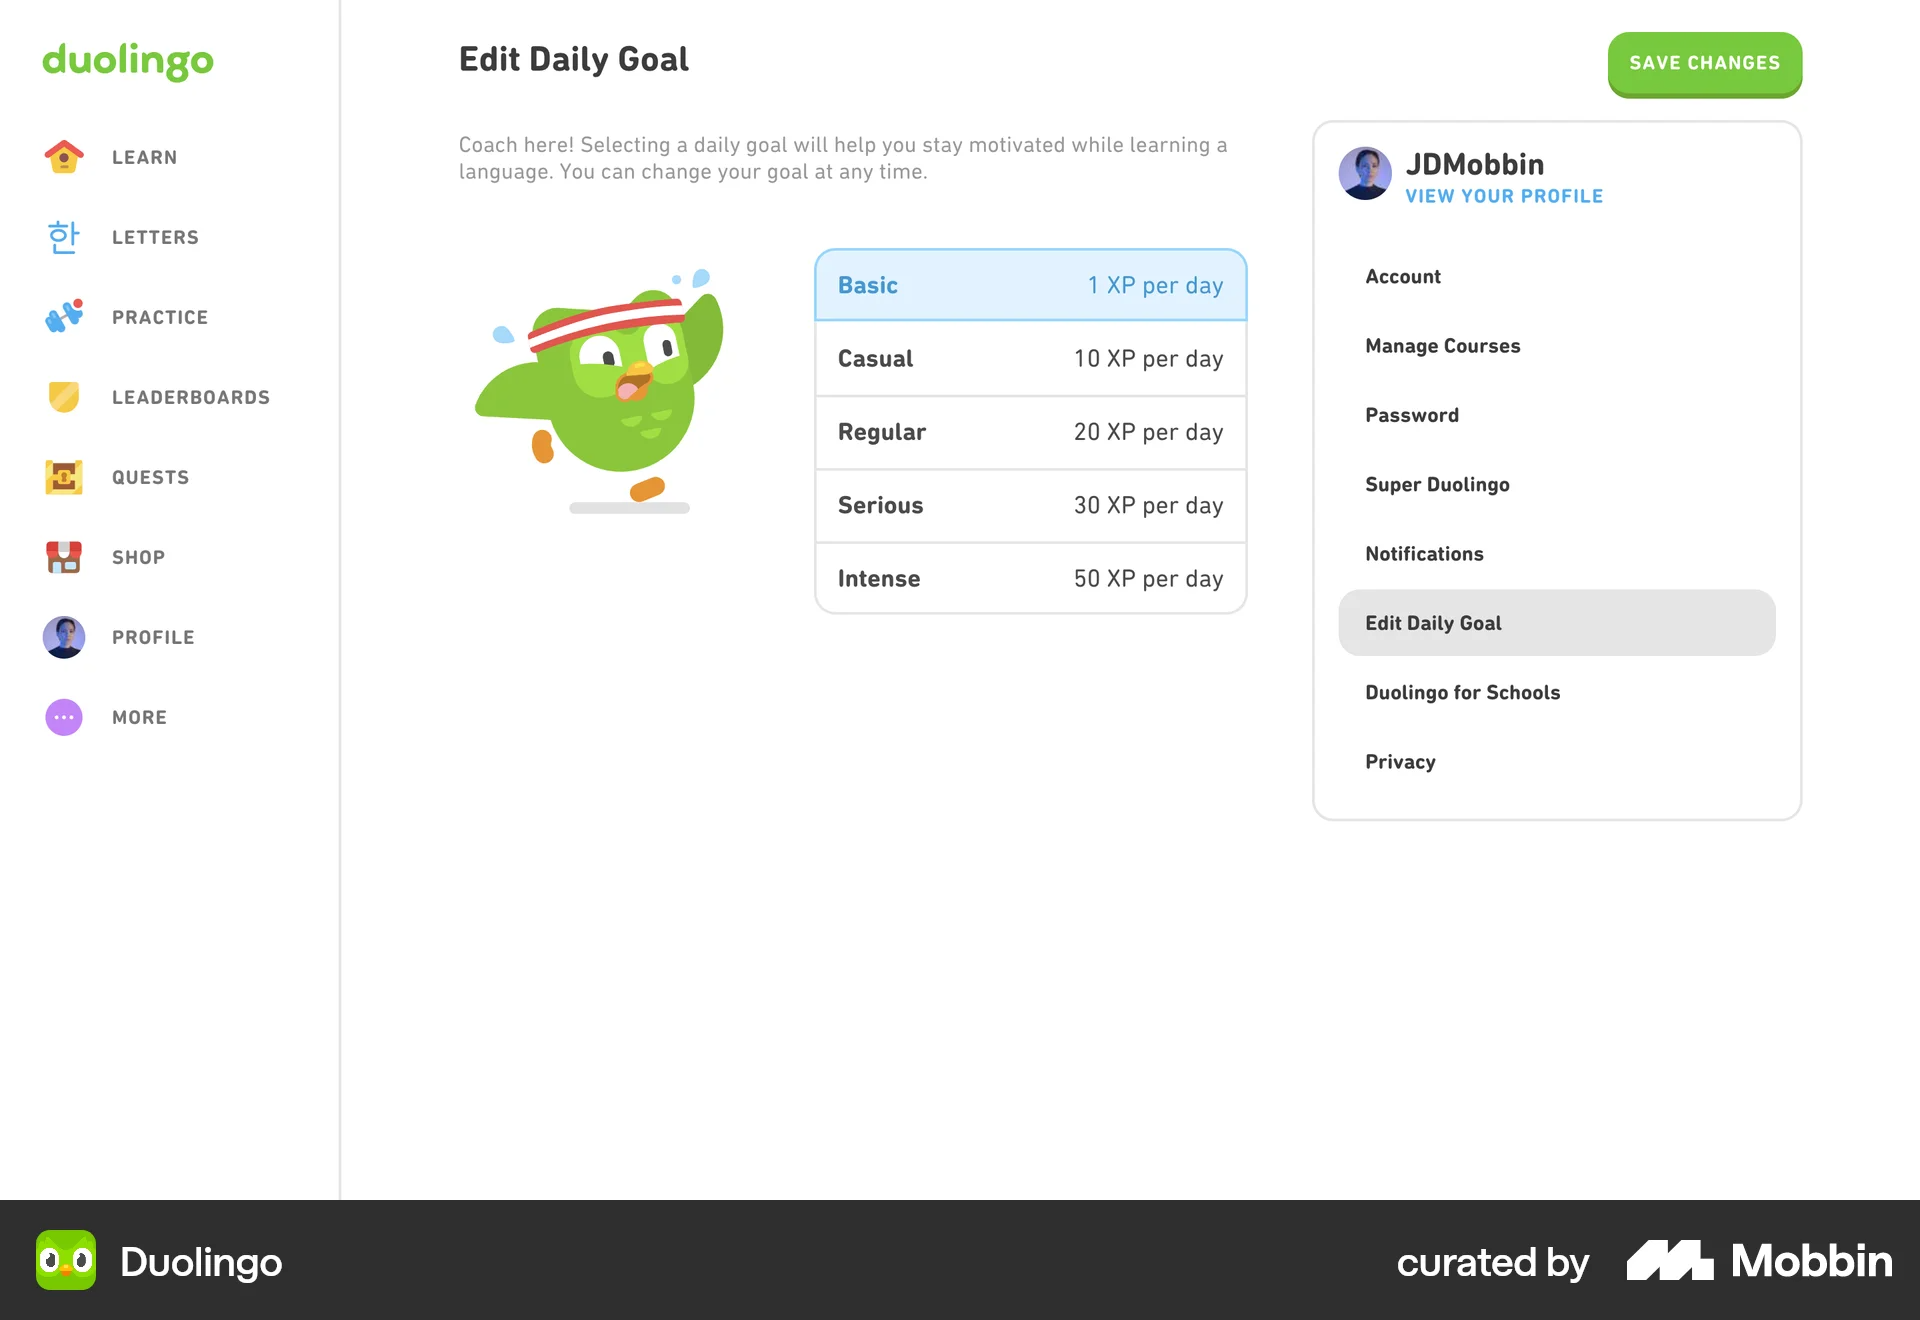 duolingo
LEARN
한
LETTERS
PRACTICE
LEADERBOARDS
QUESTS
SHOP
PROFILE
MORE
Edit Daily Goal
SAVE CHANGES
Coach here! Selecting a daily goal will help you stay motivated while learning a
language. You can change your goal at any time.
Basic 1 XP per day
Casual 10 XP per day
Regular 20 XP per day
Serious 30 XP per day
Intense 50 XP per day
JDMobbin
VIEW YOUR PROFILE
Account
Manage Courses
Password
Super Duolingo
Notifications
Edit Daily Goal
Duolingo for Schools
Privacy
Duolingo
curated by Mobbin